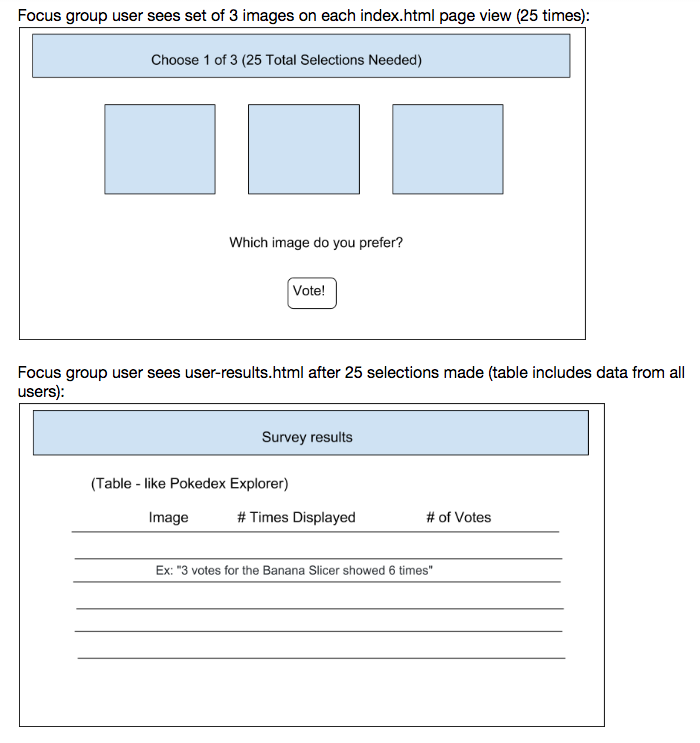 Focus group user sees set of 3 images on each index.html page view (25 times):
Choose 1 of 3 (25 Total Selections Needed)
Which image do you prefer?
Vote!
Focus group user sees user-results.html after 25 selections made (table includes data from all
users):
Survey results
(Table - like Pokedex Explorer)
Image # Times Displayed # of Votes
Ex: "3 votes for the Banana Slicer showed 6 times"